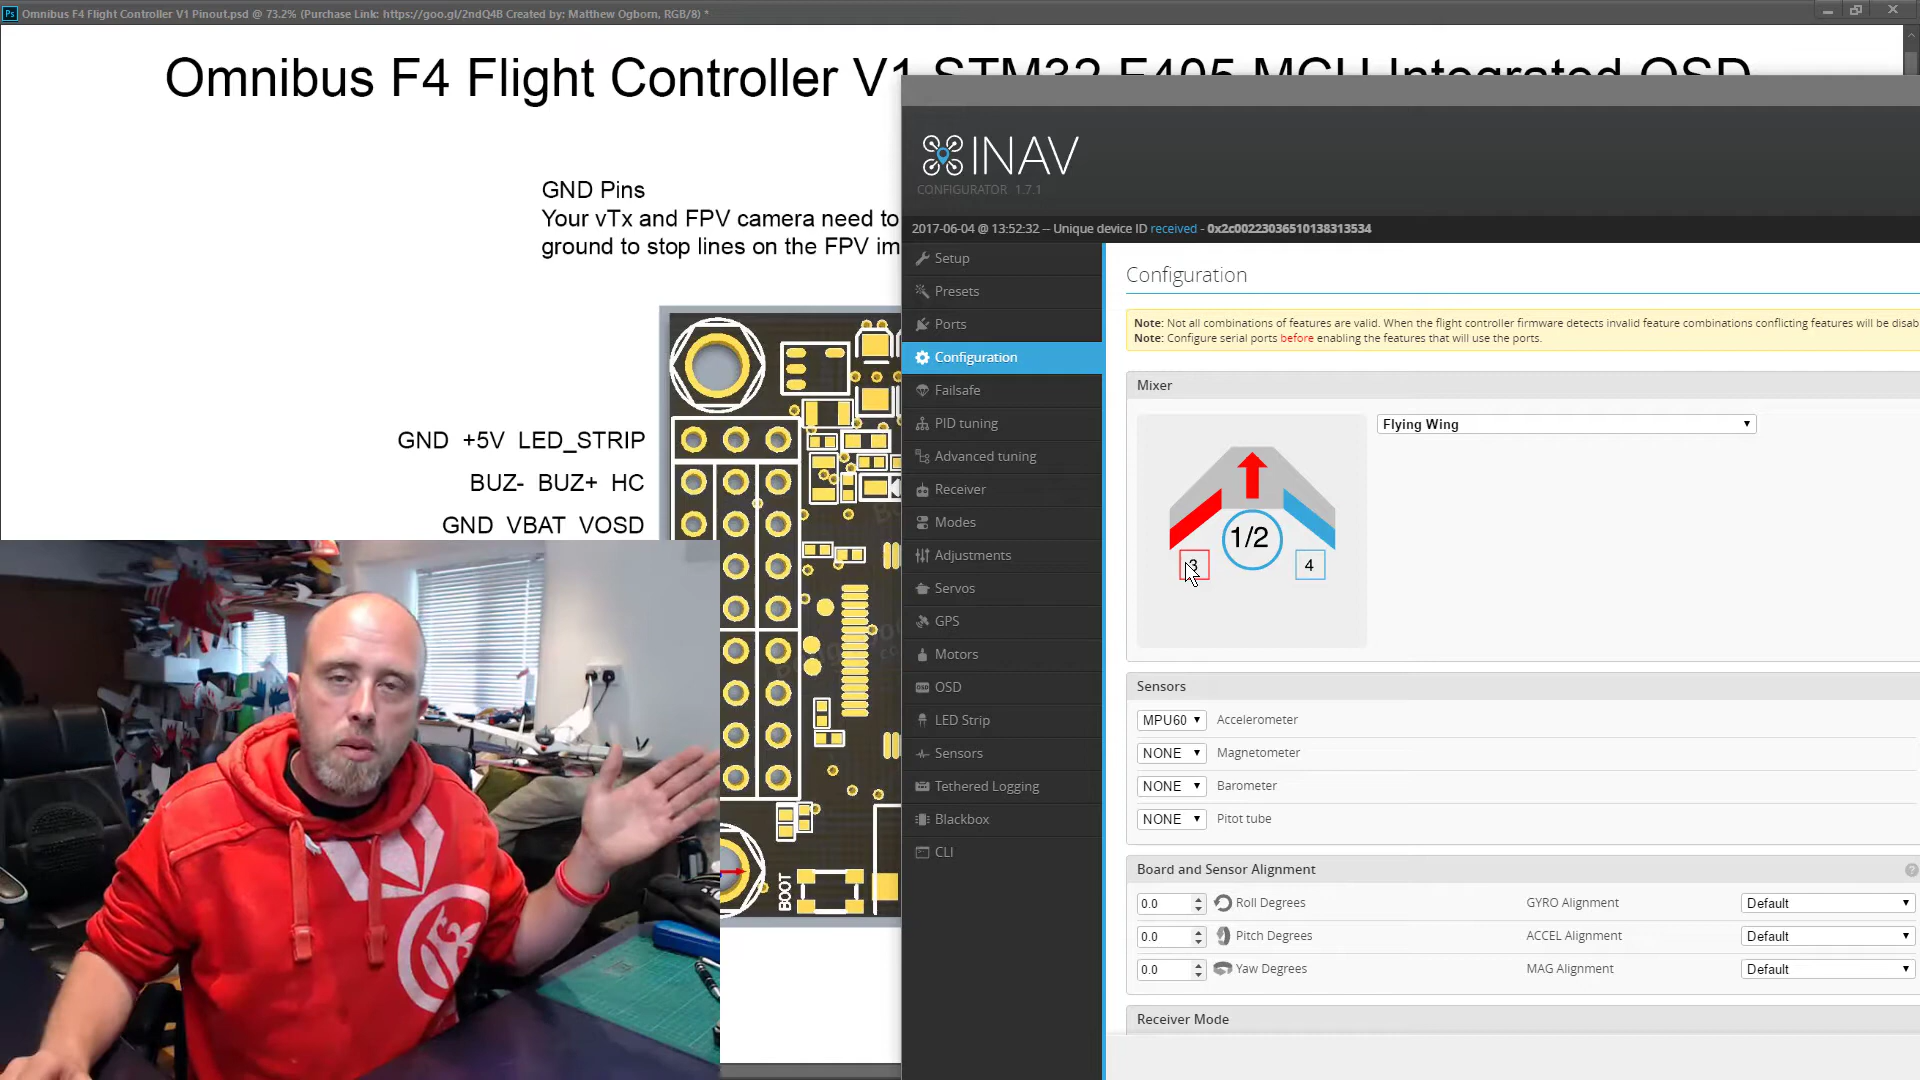 Ps Omnibus F4 Flight Controller V1 Pinout.psd @ 73.2% (Purchase Link: https://goo.gl/2ndQ4B Created by: Matthew Ogborn, RGB/8) *
Omnibus F4 Flight Controller V1 STM32 F405 MCU Integrated OSD
GND Pins
Your vTx and FPV camera need to
ground to stop lines on the FPV im
GND +5V LED_STRIP
BUZ- BUZ+ HC
GND VBAT VOSD
BOOT
INAV
CONFIGURATOR 1.7.1
2017-06-04 @ 13:52:32 -- Unique device ID received - 0x2c00223036510138313534
Setup
Presets
Ports
Configuration
Failsafe
PID tuning
Advanced tuning
Receiver
Modes
Adjustments
Servos
GPS
Motors
OSD
LED Strip
Sensors
Tethered Logging
Blackbox
CLI
Configuration
Note: Not all combinations of features are valid. When the flight controller firmware detects invalid feature combinations conflicting features will be disab
Note: Configure serial ports before enabling the features that will use the ports.
Mixer
Flying Wing
1/2
3
4
Sensors
MPU60 Accelerometer
NONE Magnetometer
NONE Barometer
NONE Pitot tube
Board and Sensor Alignment
0.0 Roll Degrees GYRO Alignment Default
0.0 Pitch Degrees ACCEL Alignment Default
0.0 Yaw Degrees MAG Alignment Default
Receiver Mode